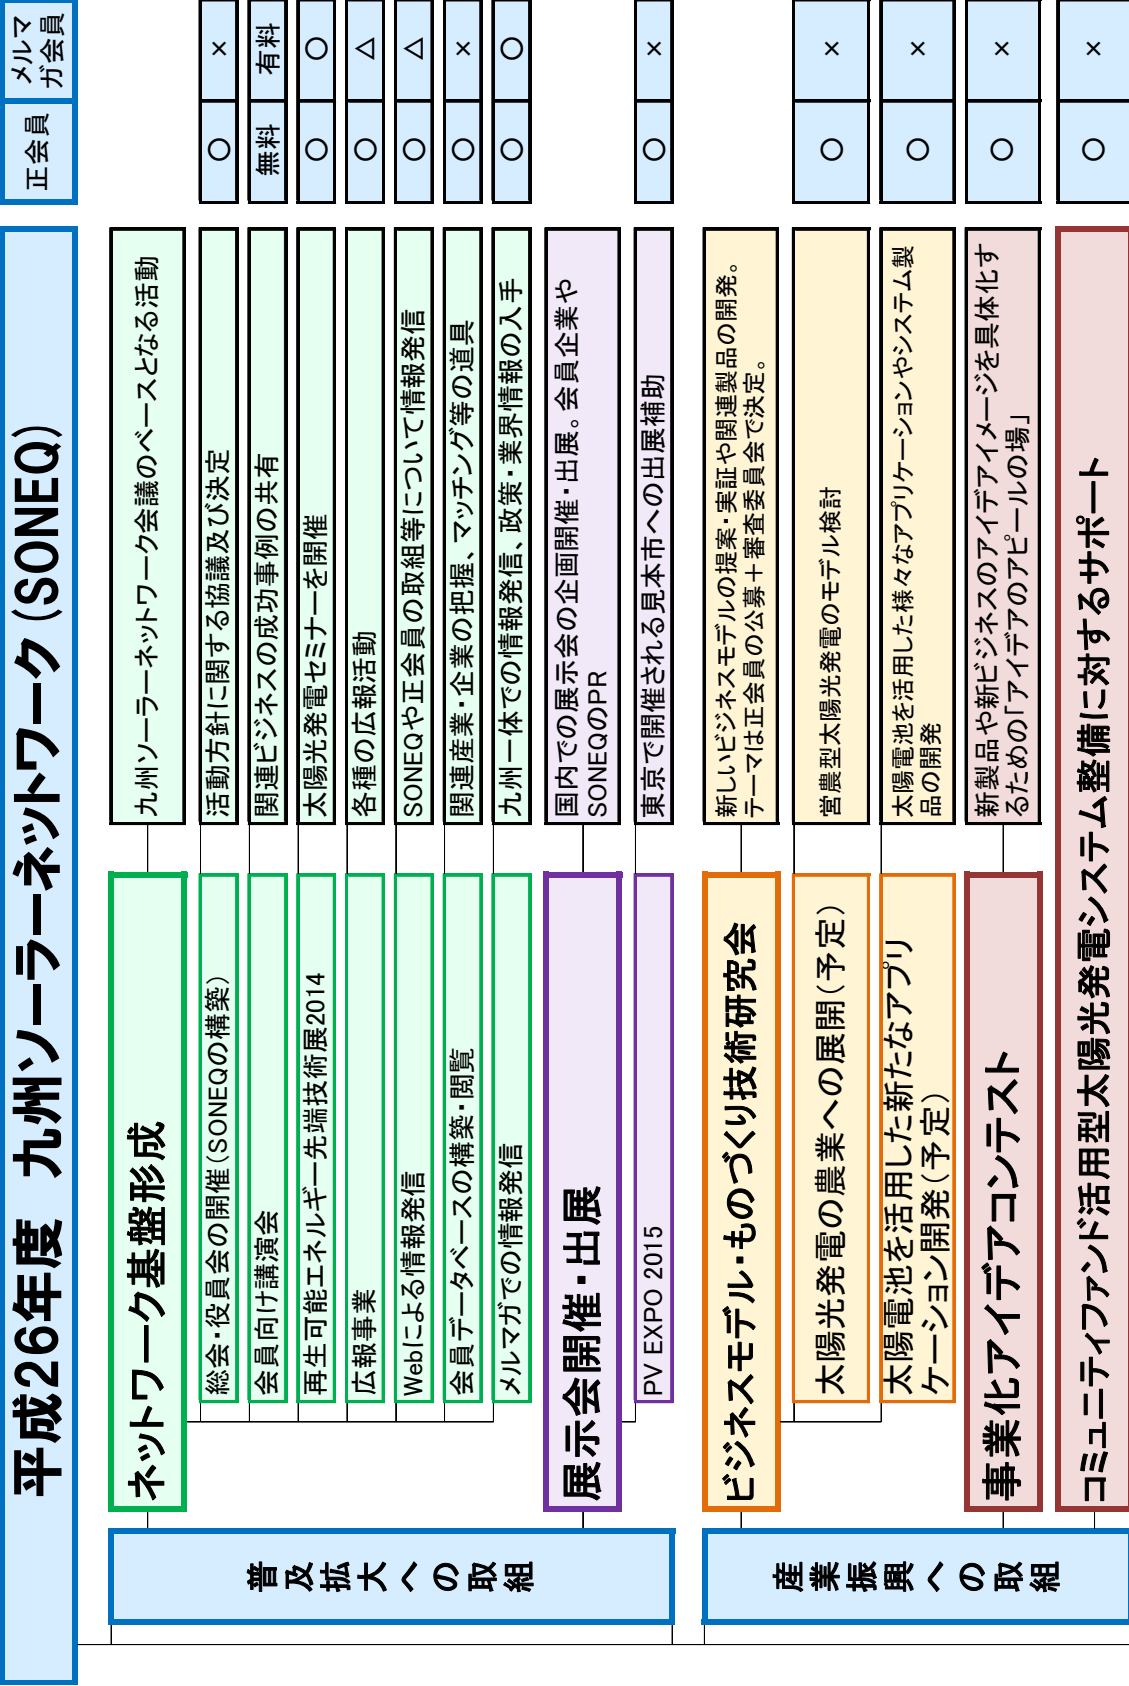 平成26年度　九州ソーラーネットワーク(SONEQ)
正会員
メルマ
ガ会員
普及拡大への取組
ネットワーク基盤形成
九州ソーラーネットワーク会議のベースとなる活動
総会・役員会の開催(SONEQの構築)
活動方針に関する協議及び決定
○
×
会員向け講演会
関連ビジネスの成功事例の共有
無料
有料
再生可能エネルギー先端技術展2014
太陽光発電セミナーを開催
○
○
広報事業
各種の広報活動
○
△
Webによる情報発信
SONEQや正会員の取組等について情報発信
○
△
会員データベースの構築・閲覧
関連産業・企業の把握、マッチング等の道具
○
×
メルマガでの情報発信
九州一体での情報発信、政策・業界情報の入手
○
○
展示会開催・出展
国内での展示会の企画開催・出展。会員企業や
SONEQのPR
PV EXPO 2015
東京で開催される見本市への出展補助
○
×
産業振興への取組
ビジネスモデル・ものづくり技術研究会
新しいビジネスモデルの提案・実証や関連製品の開発。
テーマは正会員の公募＋審査委員会で決定。
太陽光発電の農業への展開(予定)
営農型太陽光発電のモデル検討
○
×
太陽電池を活用した新たなアプリ
ケーション開発(予定)
太陽電池を活用した様々なアプリケーションやシステム製
品の開発
○
×
事業化アイデアコンテスト
新製品や新ビジネスのアイデアイメージを具体化す
るための「アイデアのアピールの場」
○
×
コミュニティファンド活用型太陽光発電システム整備に対するサポート
○
×